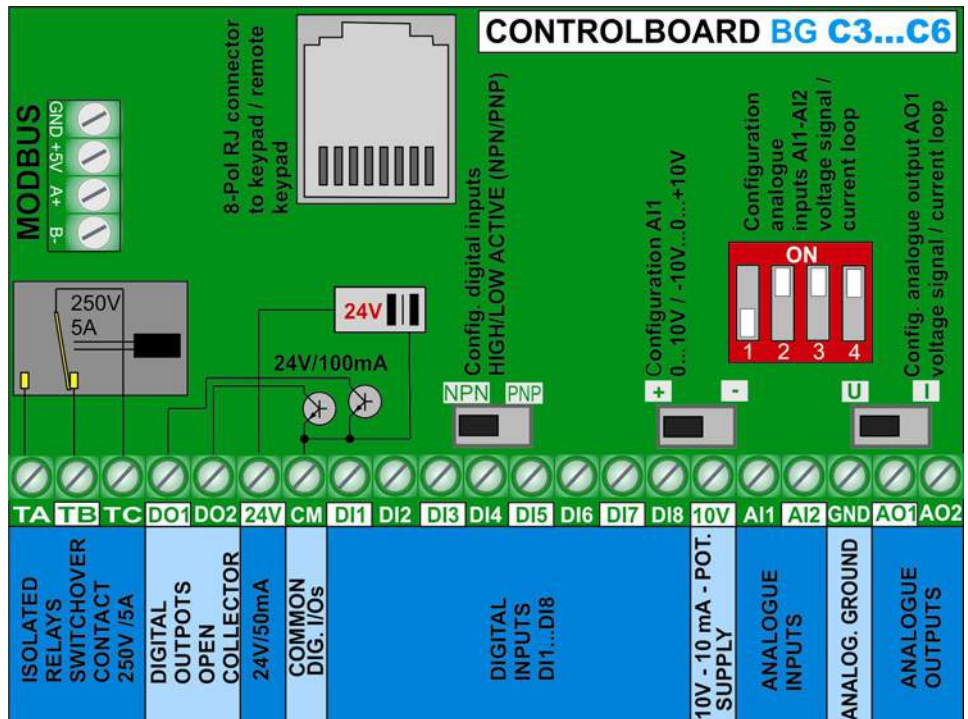 CONTROLBOARD BG C3...C6
MODBUS
GND +5V A+ B-
8-Pol RJ connector
to keypad / remote
keypad
Config. digital inputs
HIGH/LOW ACTIVE (NPN/PNP)
Configuration AI1
0...10V / -10V...0...+10V
Configuration
analogue
inputs AI1-AI2
voltage signal /
current loop
Config. analogue output AO1
voltage signal / current loop
ON
1 2 3 4
250V
5A
24V
24V/100mA
NPN PNP
+ -
U I
TA TB TC DO1 DO2 24V CM DI1 DI2 DI3 DI4 DI5 DI6 DI7 DI8 10V AI1 AI2 GND AO1 AO2
ISOLATED
RELAYS
SWITCHOVER
CONTACT
250V /5A
DIGITAL
OUTPOTS
OPEN
COLLECTOR
24V/50mA
COMMON
DIG. I/Os
DIGITAL
INPUTS
DI1...DI8
10V - 10 mA - POT.
SUPPLY
ANALOGUE
INPUTS
ANALOG. GROUND
ANALOGUE
OUTPUTS